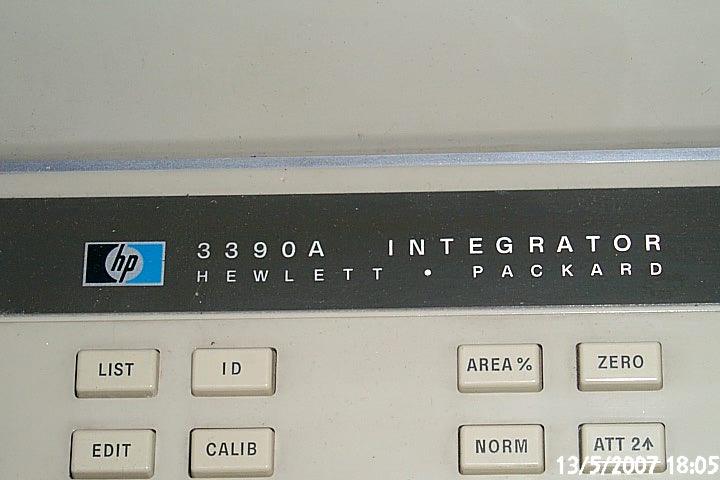 hp 3390A INTEGRATOR
HEWLETT • PACKARD
LIST ID AREA % ZERO
EDIT CALIB NORM ATT 2↑
13/5/2007 18:05